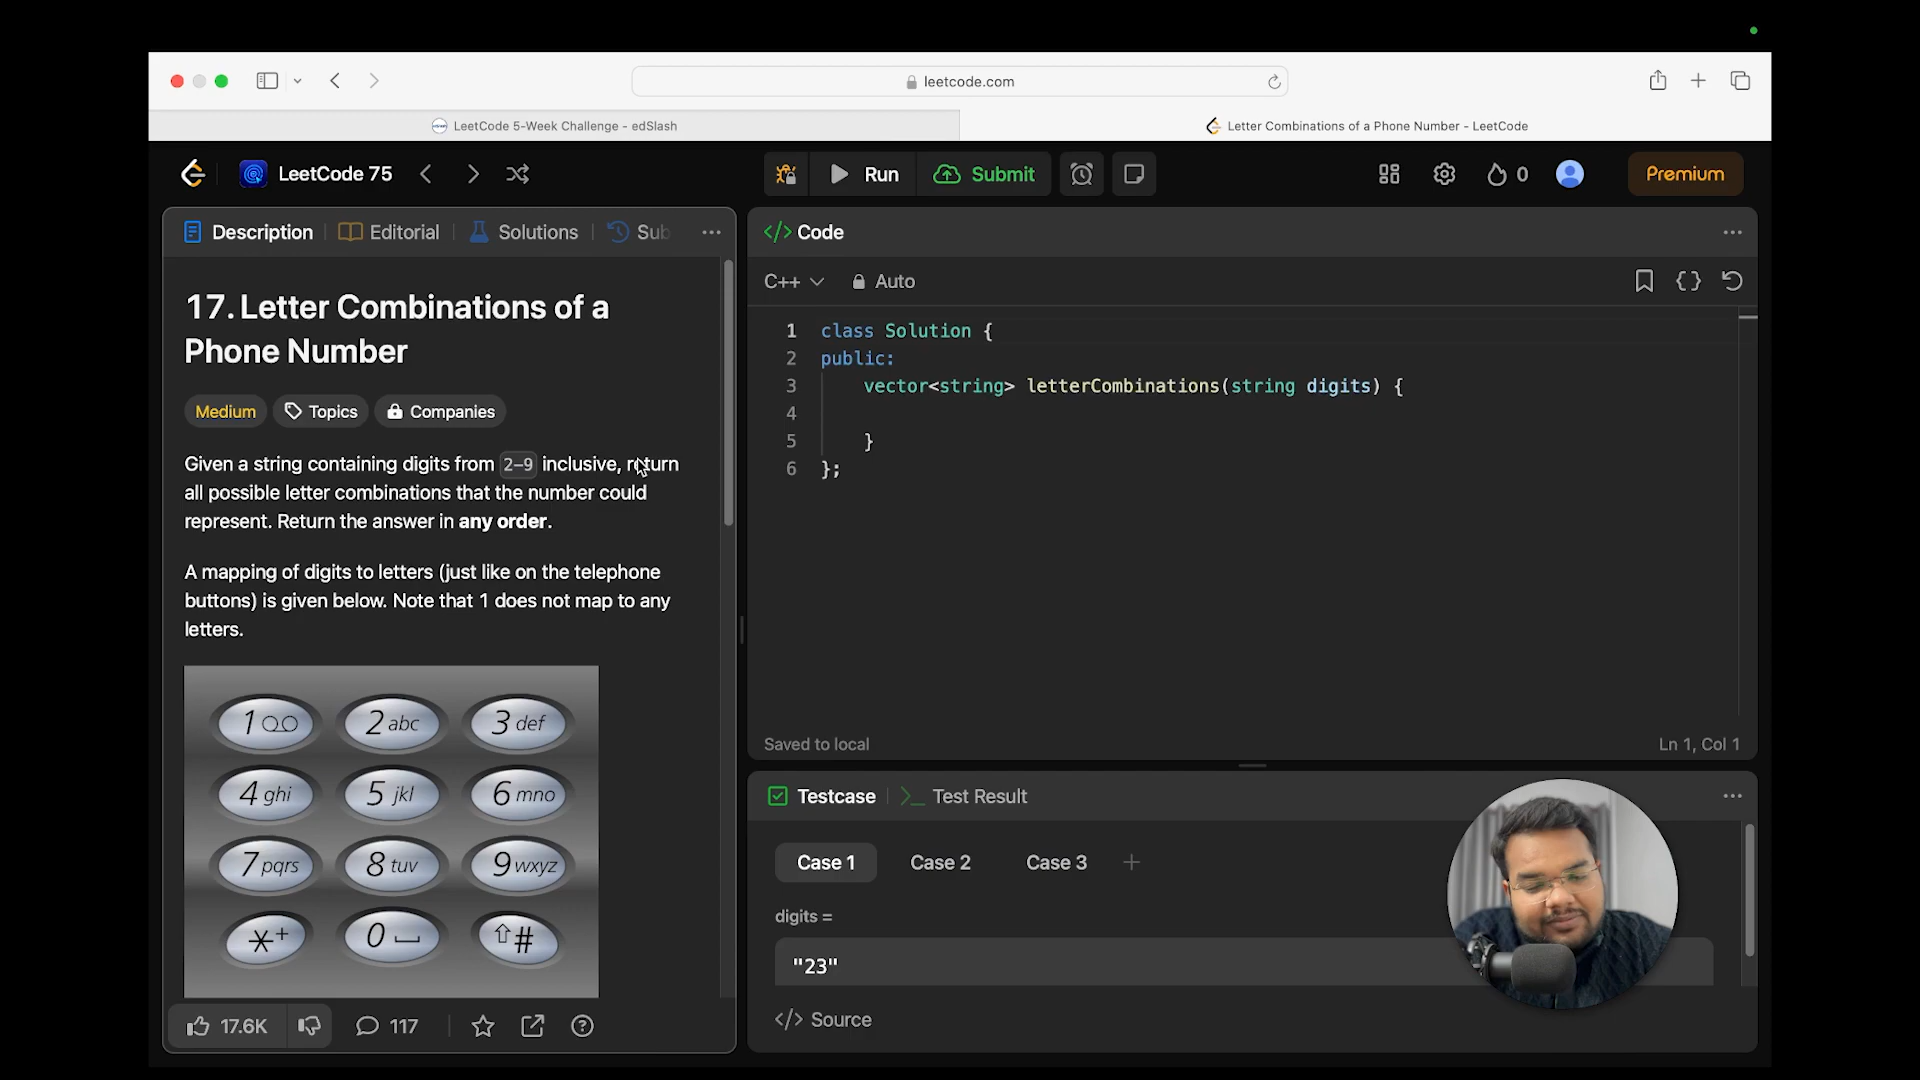 leetcode.com
LeetCode 5-Week Challenge - edSlash
Letter Combinations of a Phone Number - LeetCode
LeetCode 75
Run
Submit
0
Premium
Description
Editorial
Solutions
Sub
17. Letter Combinations of a
Phone Number
Medium
Topics
Companies
Given a string containing digits from 2-9 inclusive, return
all possible letter combinations that the number could
represent. Return the answer in any order.
A mapping of digits to letters (just like on the telephone
buttons) is given below. Note that 1 does not map to any
letters.
1 2 abc 3 def
4 ghi 5 jkl 6 mno
7 pqrs 8 tuv 9 wxyz
*+ 0 #
17.6K
117
</> Code
C++
Auto
1 class Solution {
2 public:
3 vector<string> letterCombinations(string digits) {
4
5 }
6 };
Saved to local
Ln 1, Col 1
Testcase
>_ Test Result
Case 1
Case 2
Case 3
+
digits =
"23"
</> Source